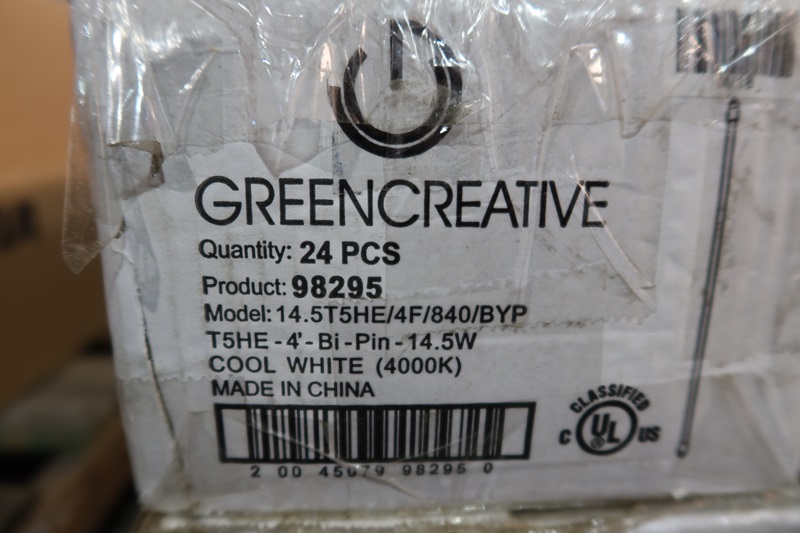 GREENCREATIVE
Quantity: 24 PCS
Product: 98295
Model: 14.5T5HE/4F/840/BYP
T5HE - 4' - Bi - Pin - 14.5W
COOL WHITE (4000K)
MADE IN CHINA
2 00 45679 98295 0
CLASSIFIED
C UL US
®